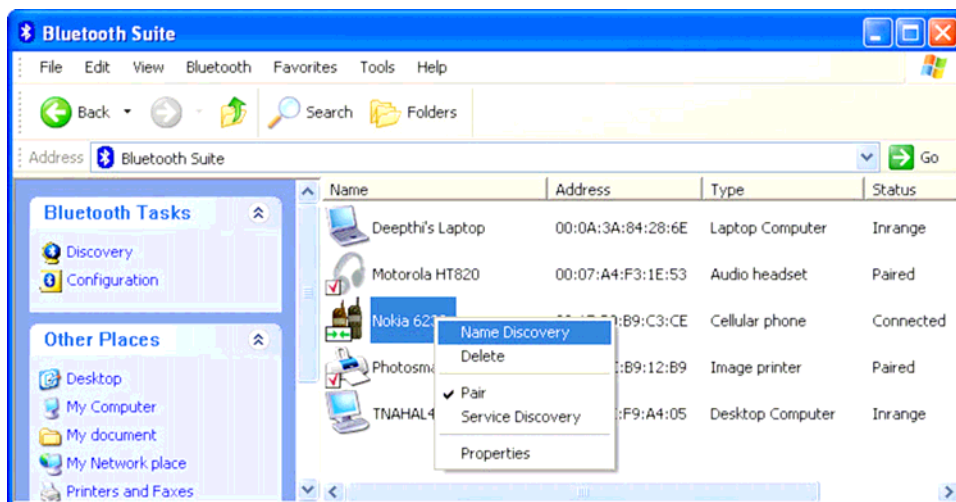 Bluetooth Suite
File Edit View Bluetooth Favorites Tools Help
Back Search Folders
Address Bluetooth Suite Go
Bluetooth Tasks
Discovery
Configuration
Other Places
Desktop
My Computer
My document
My Network place
Printers and Faxes
Name Address Type Status
Deepthi's Laptop 00:0A:3A:84:28:6E Laptop Computer Inrange
Motorola HT820 00:07:A4:F3:1E:53 Audio headset Paired
Nokia :B9:C3:CE Cellular phone Connected
:B9:12:B9 Image printer Paired
TNAHAL4 :F9:A4:05 Desktop Computer Inrange
Name Discovery
Delete
Pair
Service Discovery
Properties